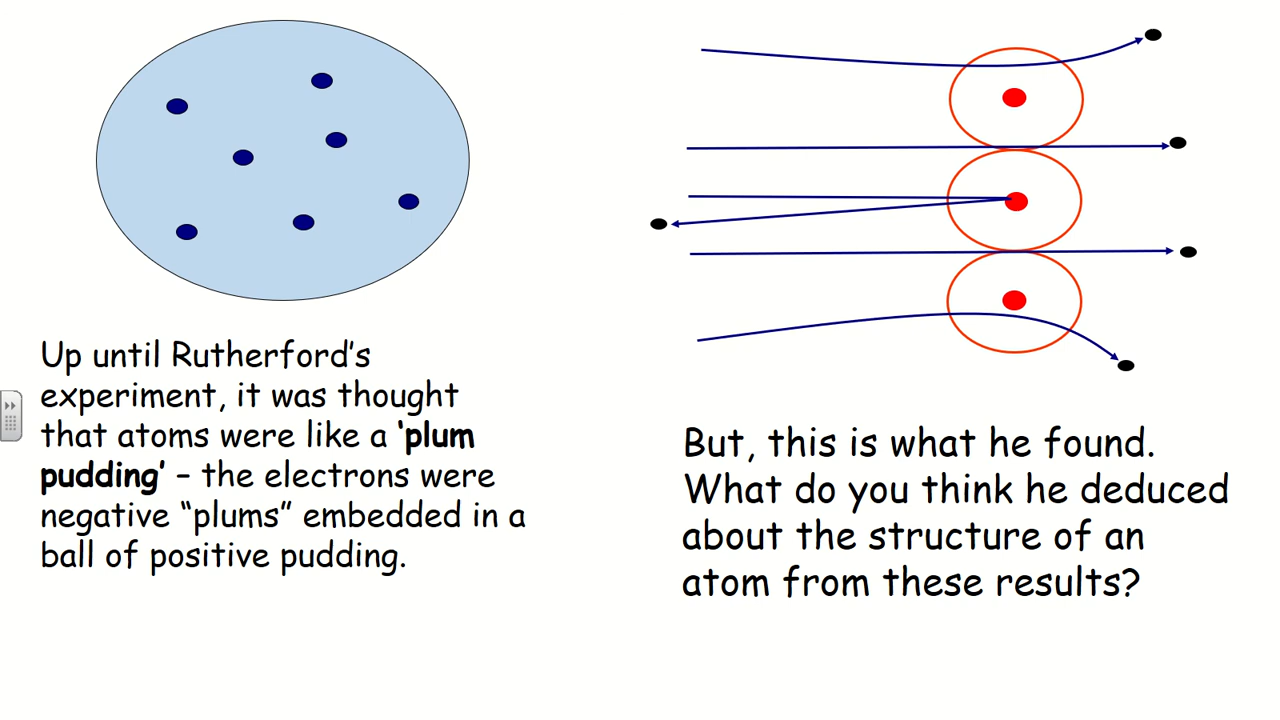 Up until Rutherford's
experiment, it was thought
that atoms were like a ‘plum
pudding’ – the electrons were
negative “plums” embedded in a
ball of positive pudding.
But, this is what he found.
What do you think he deduced
about the structure of an
atom from these results?